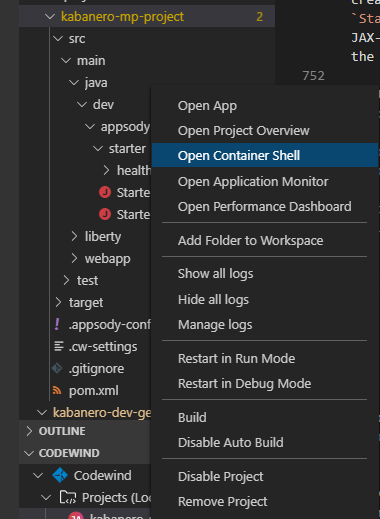 kabanero-mp-project 2
src
main
java
dev
appsody
starter
health
Starte
Starte
liberty
webapp
test
target
.appsody-conf
.cw-settings
.gitignore
pom.xml
kabanero-dev-ge
OUTLINE
CODEWIND
Codewind
Projects (Loc
`Sta
JAX-
the
752
Open App
Open Project Overview
Open Container Shell
Open Application Monitor
Open Performance Dashboard
Add Folder to Workspace
Show all logs
Hide all logs
Manage logs
Restart in Run Mode
Restart in Debug Mode
Build
Disable Auto Build
Disable Project
Remove Project